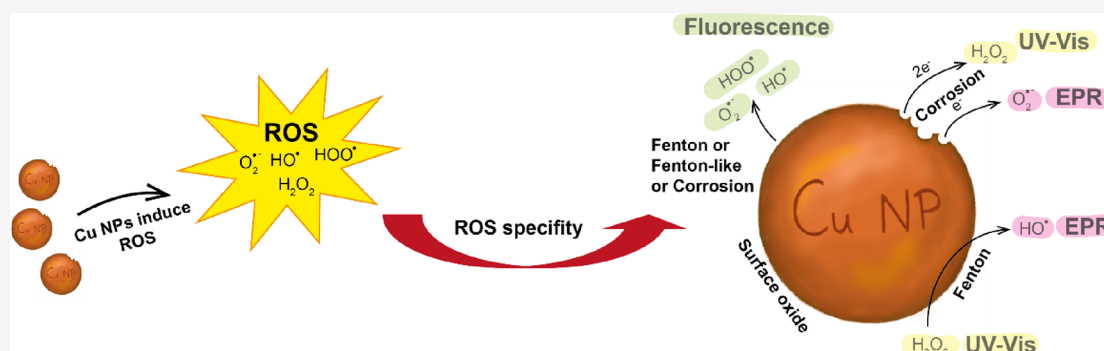 Cu NP
Cu NP
Cu NP
Cu NPs induce
ROS
ROS
O₂•⁻ HO• HOO•
H₂O₂
ROS specifity
Fluorescence
HOO•
HO•
O₂•⁻
Fenton or
Fenton-like
or Corrosion
Cu NP
Surface oxide
2e⁻
H₂O₂ UV-Vis
Corrosion
e⁻
O₂•⁻ EPR
HO• EPR
Fenton
H₂O₂ UV-Vis